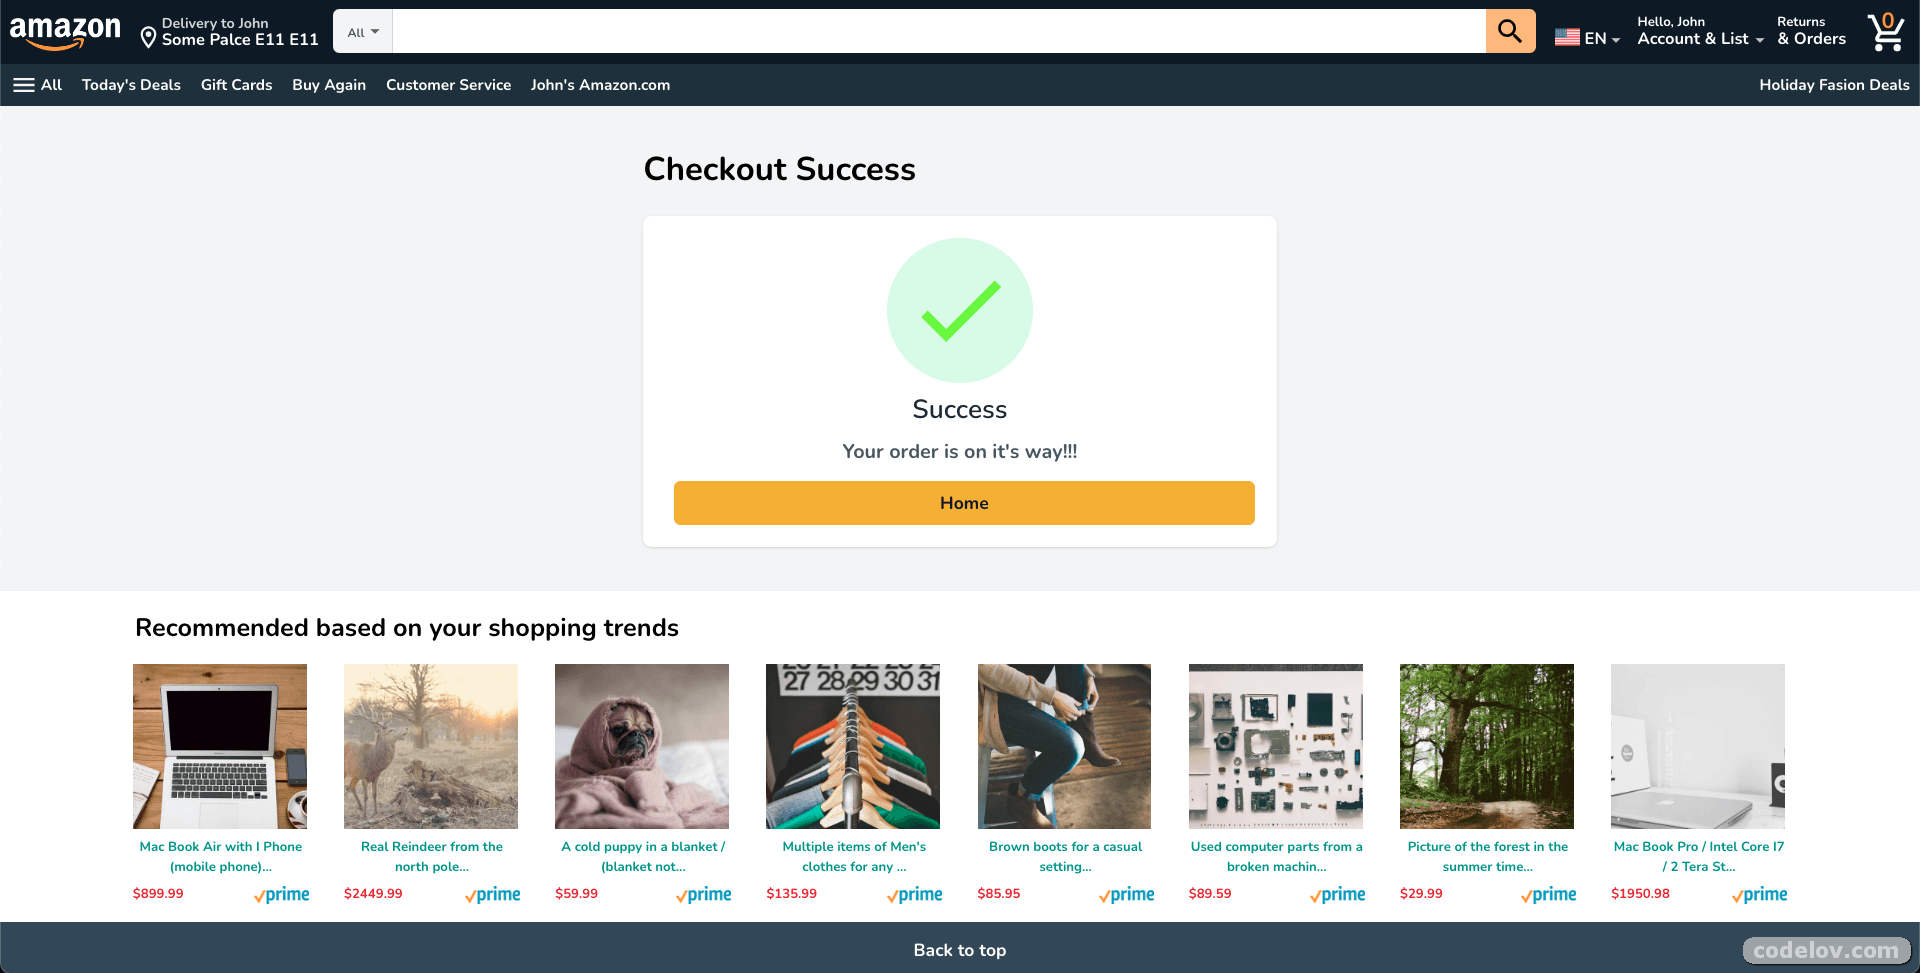 amazon
Delivery to John
Some Palce E11 E11
All
EN
Hello, John
Account & List
Returns
& Orders
0
All
Today's Deals
Gift Cards
Buy Again
Customer Service
John's Amazon.com
Holiday Fasion Deals
Checkout Success
Success
Your order is on it's way!!!
Home
Recommended based on your shopping trends
27 28 29 30 31
Mac Book Air with I Phone
(mobile phone)...
$899.99
prime
Real Reindeer from the
north pole...
$2449.99
prime
A cold puppy in a blanket /
(blanket not...
$59.99
prime
Multiple items of Men's
clothes for any ...
$135.99
prime
Brown boots for a casual
setting...
$85.95
prime
Used computer parts from a
broken machin...
$89.59
prime
Picture of the forest in the
summer time...
$29.99
prime
Mac Book Pro / Intel Core I7
/ 2 Tera St...
$1950.98
prime
Back to top
codelov.com